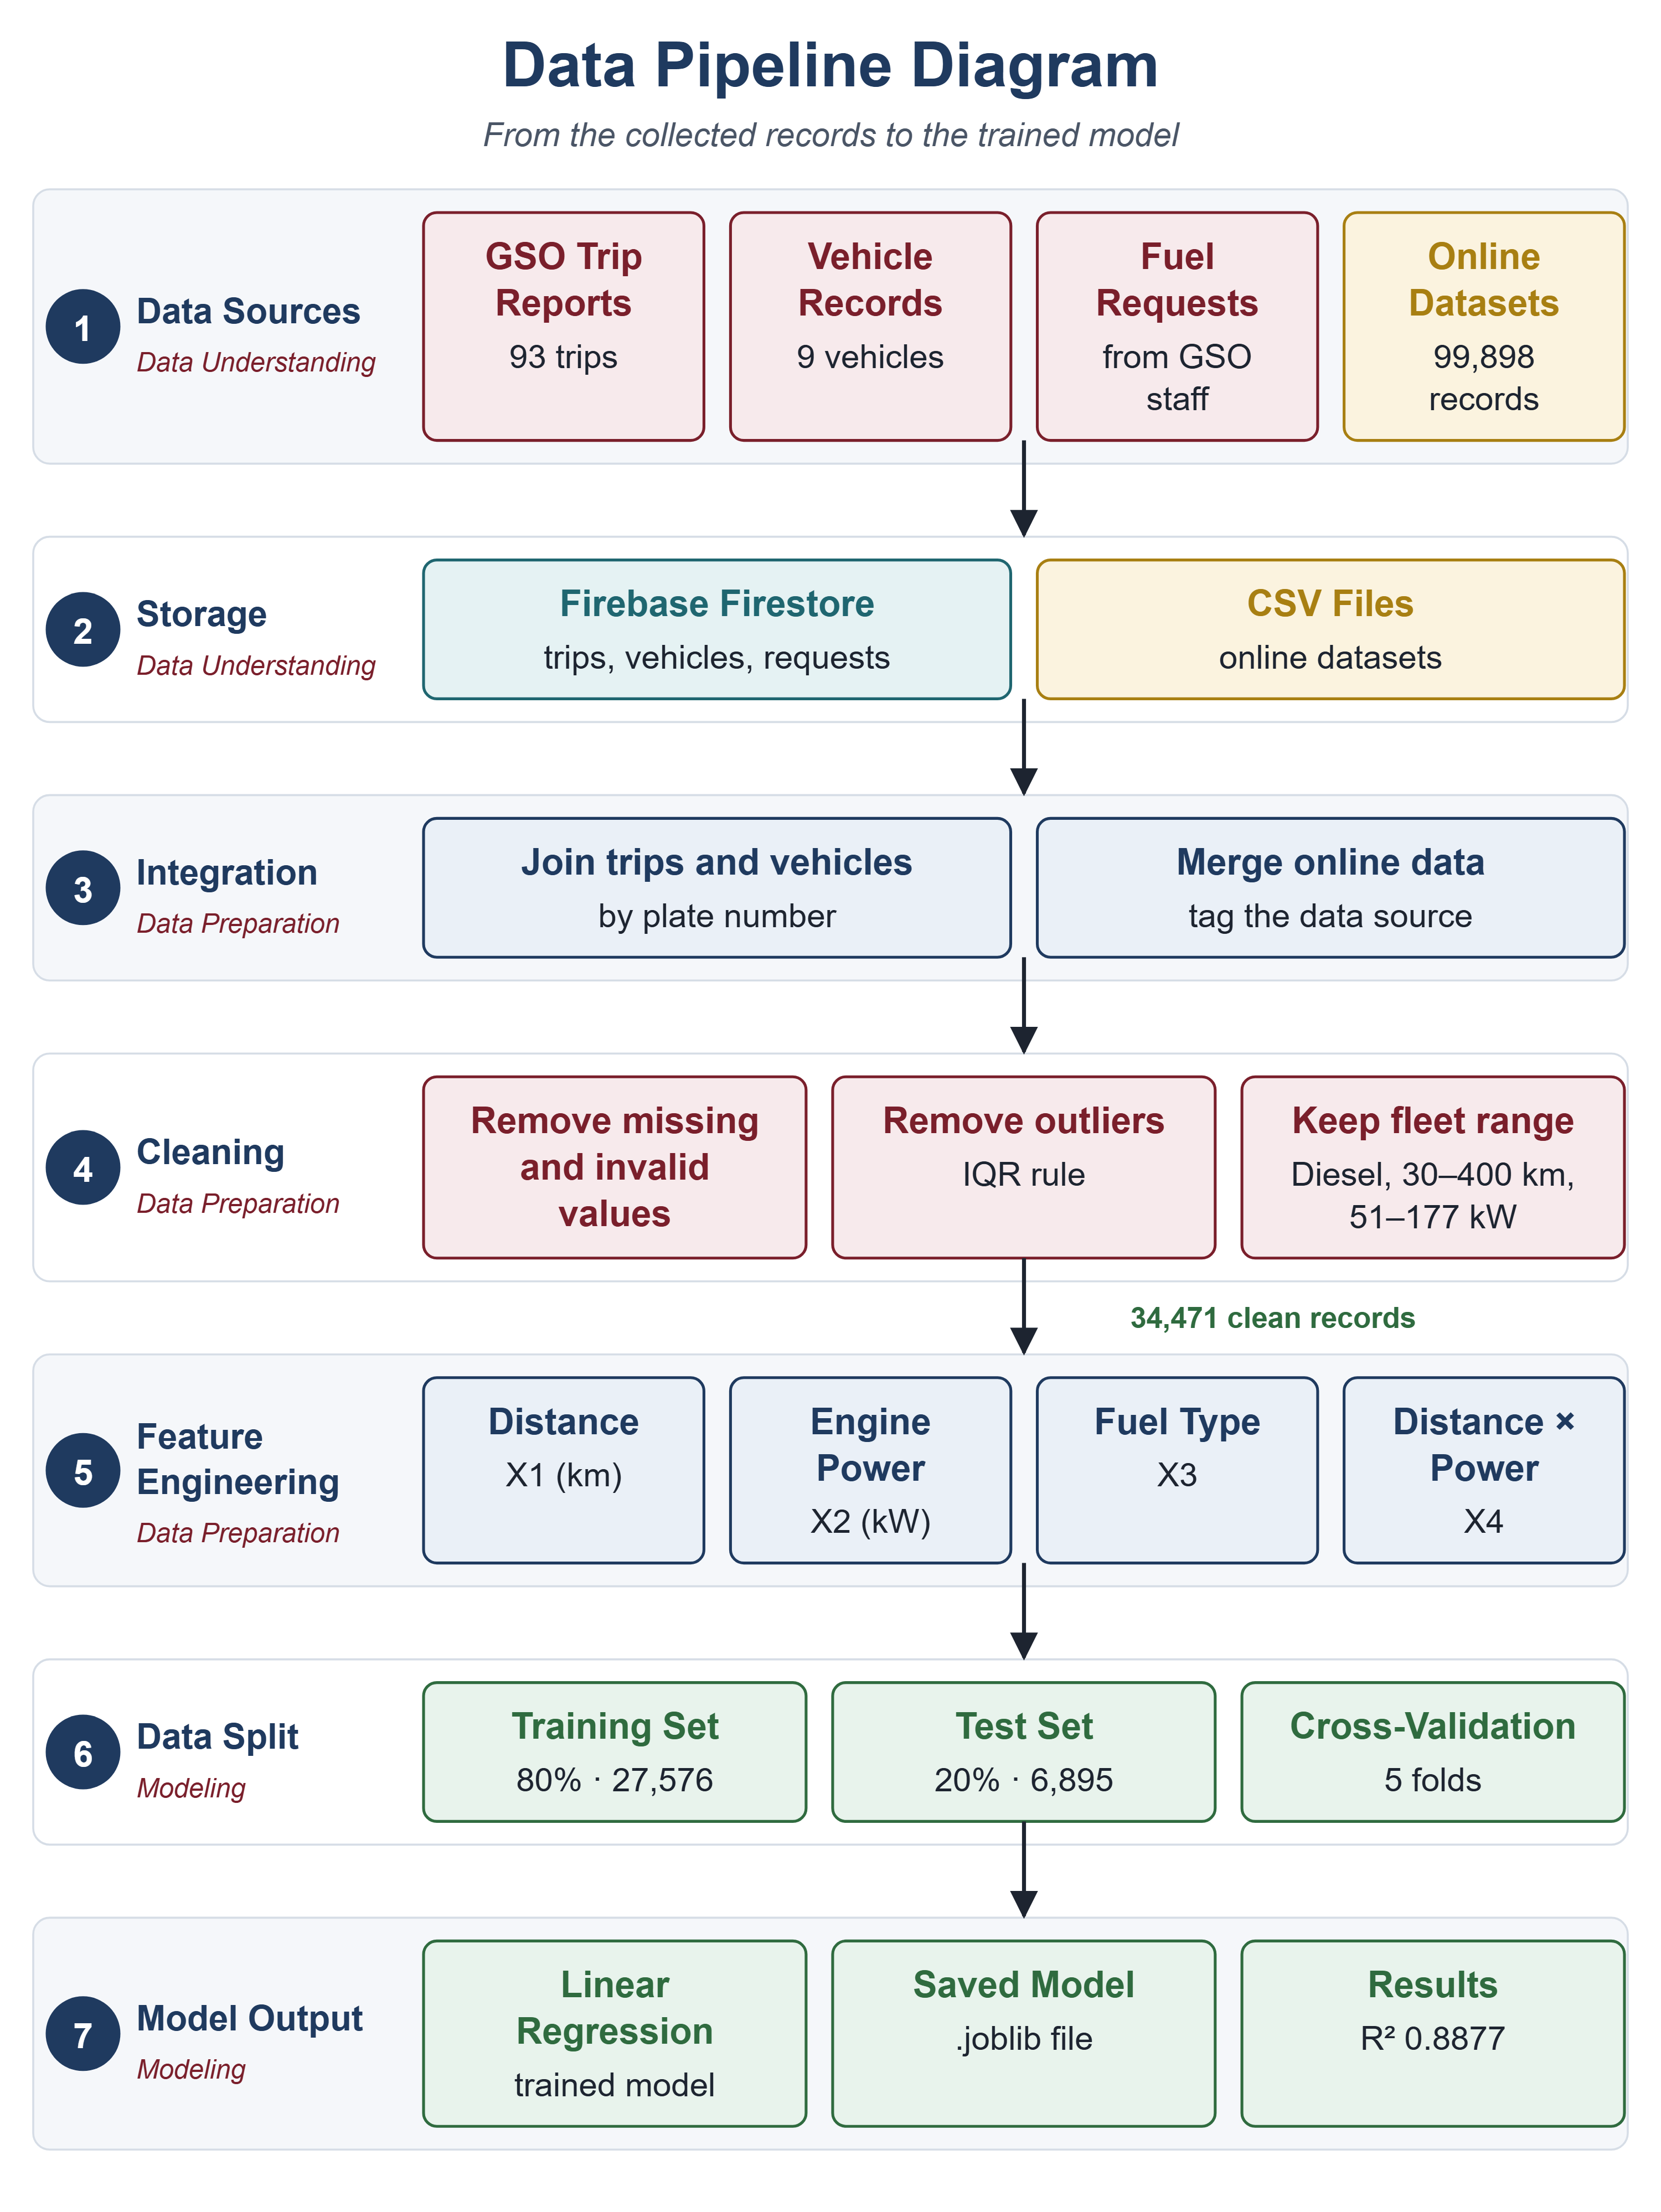 Data Pipeline Diagram
From the collected records to the trained model
1
Data Sources
Data Understanding
GSO Trip
Reports
93 trips
Vehicle
Records
9 vehicles
Fuel
Requests
from GSO
staff
Online
Datasets
99,898
records
2
Storage
Data Understanding
Firebase Firestore
trips, vehicles, requests
CSV Files
online datasets
3
Integration
Data Preparation
Join trips and vehicles
by plate number
Merge online data
tag the data source
4
Cleaning
Data Preparation
Remove missing
and invalid
values
Remove outliers
IQR rule
Keep fleet range
Diesel, 30–400 km,
51–177 kW
34,471 clean records
5
Feature
Engineering
Data Preparation
Distance
X1 (km)
Engine
Power
X2 (kW)
Fuel Type
X3
Distance ×
Power
X4
6
Data Split
Modeling
Training Set
80% · 27,576
Test Set
20% · 6,895
Cross-Validation
5 folds
7
Model Output
Modeling
Linear
Regression
trained model
Saved Model
.joblib file
Results
R² 0.8877